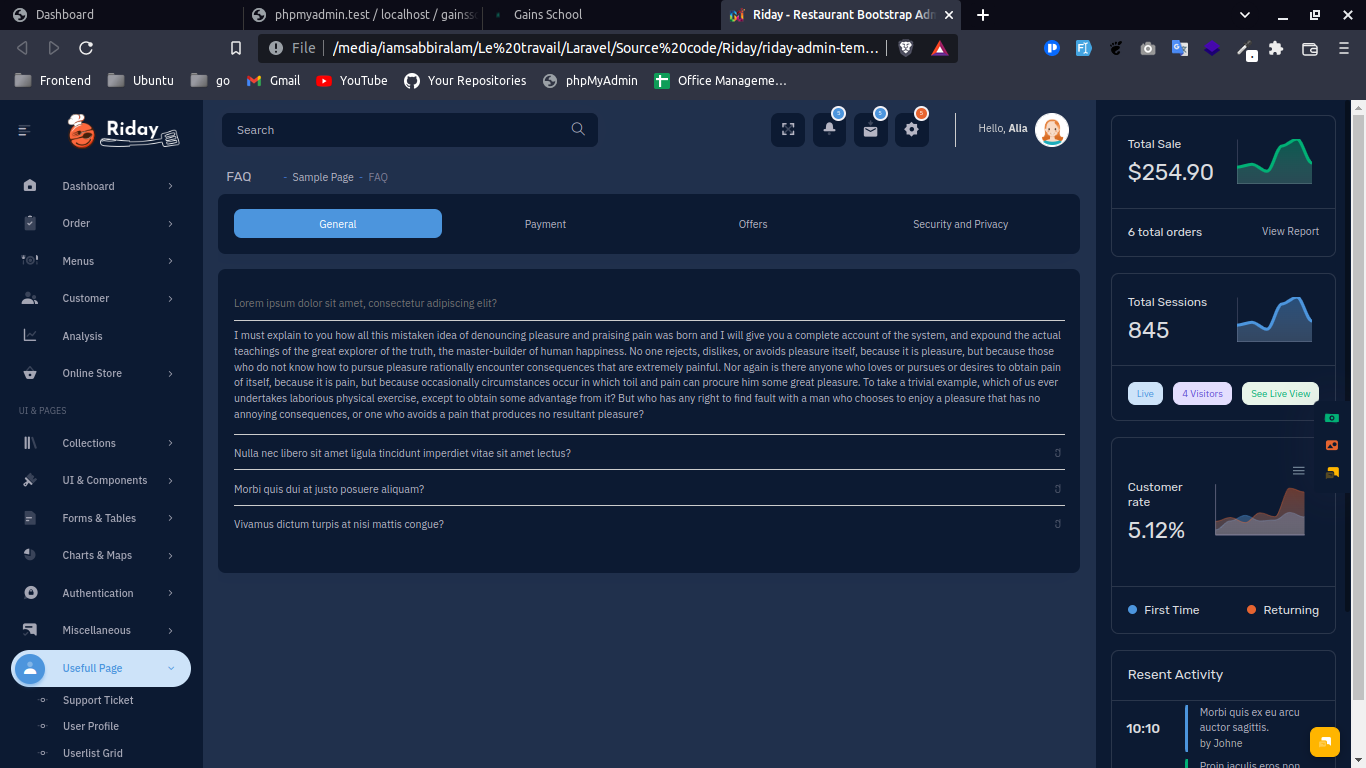 Dashboard
phpmyadmin.test / localhost / gainss
Gains School
Riday - Restaurant Bootstrap Adm
File
/media/iamsabbiralam/Le%20travail/Laravel/Source%20code/Riday/riday-admin-tem…
Frontend
Ubuntu
go
Gmail
YouTube
Your Repositories
phpMyAdmin
Office Manageme…
Riday
Search
5
5
5
Hello, Alia
Dashboard
Order
Menus
Customer
Analysis
Online Store
UI & PAGES
Collections
UI & Components
Forms & Tables
Charts & Maps
Authentication
Miscellaneous
Usefull Page
Support Ticket
User Profile
Userlist Grid
FAQ
- Sample Page - FAQ
General
Payment
Offers
Security and Privacy
Lorem ipsum dolor sit amet, consectetur adipiscing elit?
I must explain to you how all this mistaken idea of denouncing pleasure and praising pain was born and I will give you a complete account of the system, and expound the actual
teachings of the great explorer of the truth, the master-builder of human happiness. No one rejects, dislikes, or avoids pleasure itself, because it is pleasure, but because those
who do not know how to pursue pleasure rationally encounter consequences that are extremely painful. Nor again is there anyone who loves or pursues or desires to obtain pain
of itself, because it is pain, but because occasionally circumstances occur in which toil and pain can procure him some great pleasure. To take a trivial example, which of us ever
undertakes laborious physical exercise, except to obtain some advantage from it? But who has any right to find fault with a man who chooses to enjoy a pleasure that has no
annoying consequences, or one who avoids a pain that produces no resultant pleasure?
Nulla nec libero sit amet ligula tincidunt imperdiet vitae sit amet lectus?
Morbi quis dui at justo posuere aliquam?
Vivamus dictum turpis at nisi mattis congue?
Total Sale
$254.90
6 total orders
View Report
Total Sessions
845
Live
4 Visitors
See Live View
Customer
rate
5.12%
First Time
Returning
Resent Activity
10:10
Morbi quis ex eu arcu
auctor sagittis.
by Johne
Proin iaculis eros non